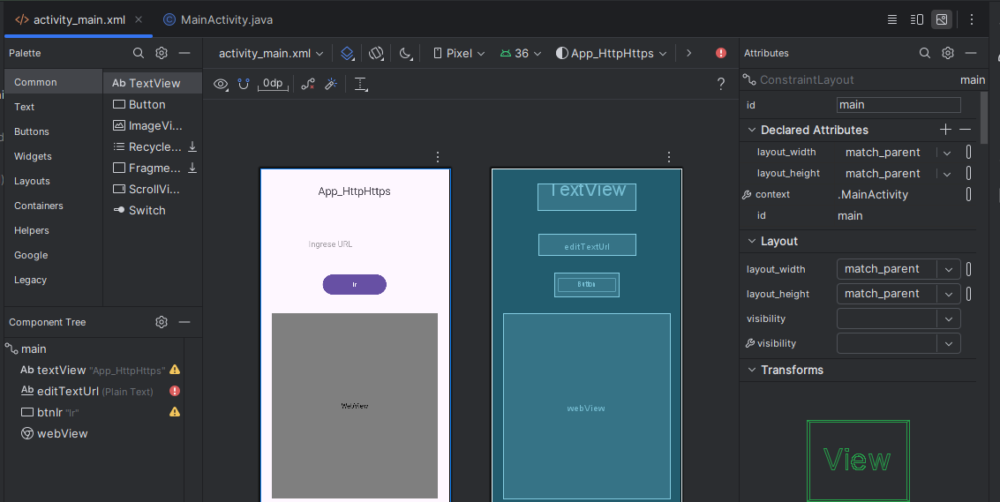 activity_main.xml
MainActivity.java
Palette
activity_main.xml
Pixel
36
App_HttpHttps
Attributes
Common
Text
Buttons
Widgets
Layouts
Containers
Helpers
Google
Legacy
Ab TextView
Button
ImageVi...
Recycle...
Fragme...
ScrollVi...
Switch
0dp
?
ConstraintLayout
main
id
main
Declared Attributes
layout_width
match_parent
layout_height
match_parent
context
.MainActivity
id
main
Layout
layout_width
match_parent
layout_height
match_parent
visibility
visibility
Transforms
View
App_HttpHttps
Ingrese URL
Ir
WebView
TextView
editTextUrl
Button
webView
Component Tree
main
Ab textView "App_HttpHttps"
Ab editTextUrl (Plain Text)
btnIr "Ir"
webView